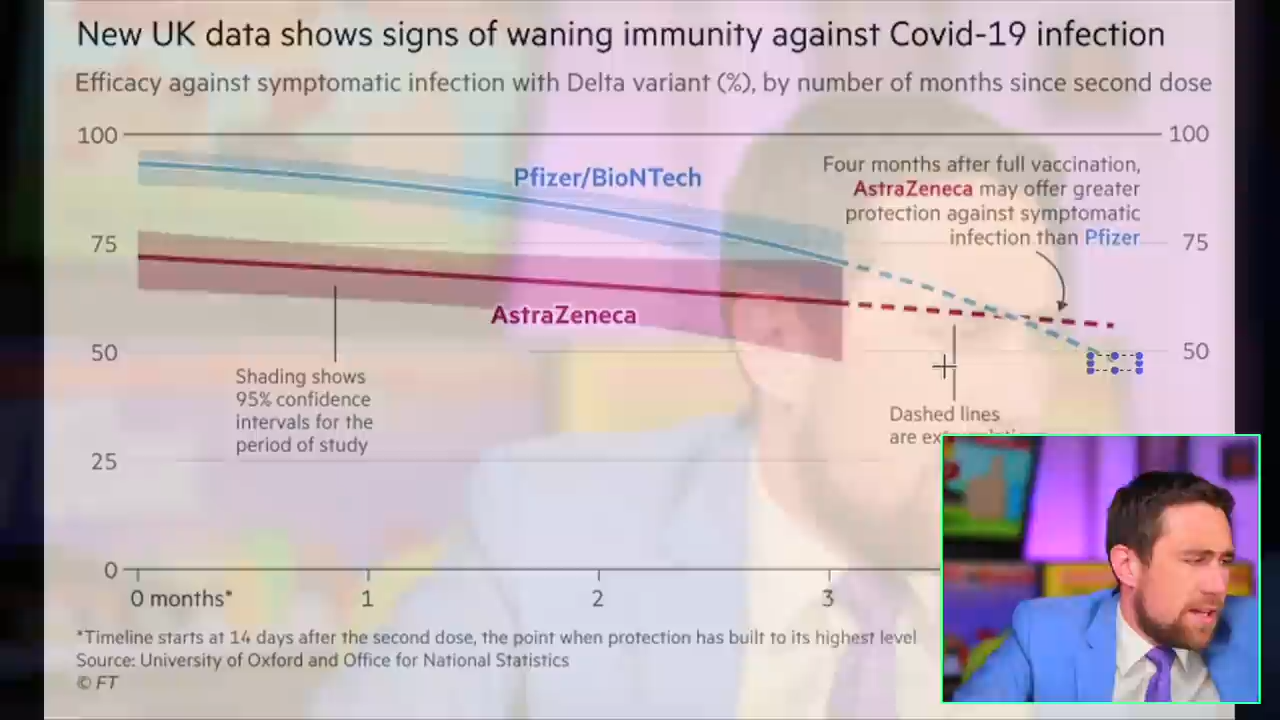 New UK data shows signs of waning immunity against Covid-19 infection
Efficacy against symptomatic infection with Delta variant (%), by number of months since second dose
100
100
Pfizer/BioNTech
Four months after full vaccination,
AstraZeneca may offer greater
protection against symptomatic
infection than Pfizer
75
75
AstraZeneca
50
50
Shading shows
95% confidence
intervals for the
period of study
Dashed lines
are
25
0
0 months*
1
2
3
*Timeline starts at 14 days after the second dose, the point when protection has built to its highest level
Source: University of Oxford and Office for National Statistics
© FT